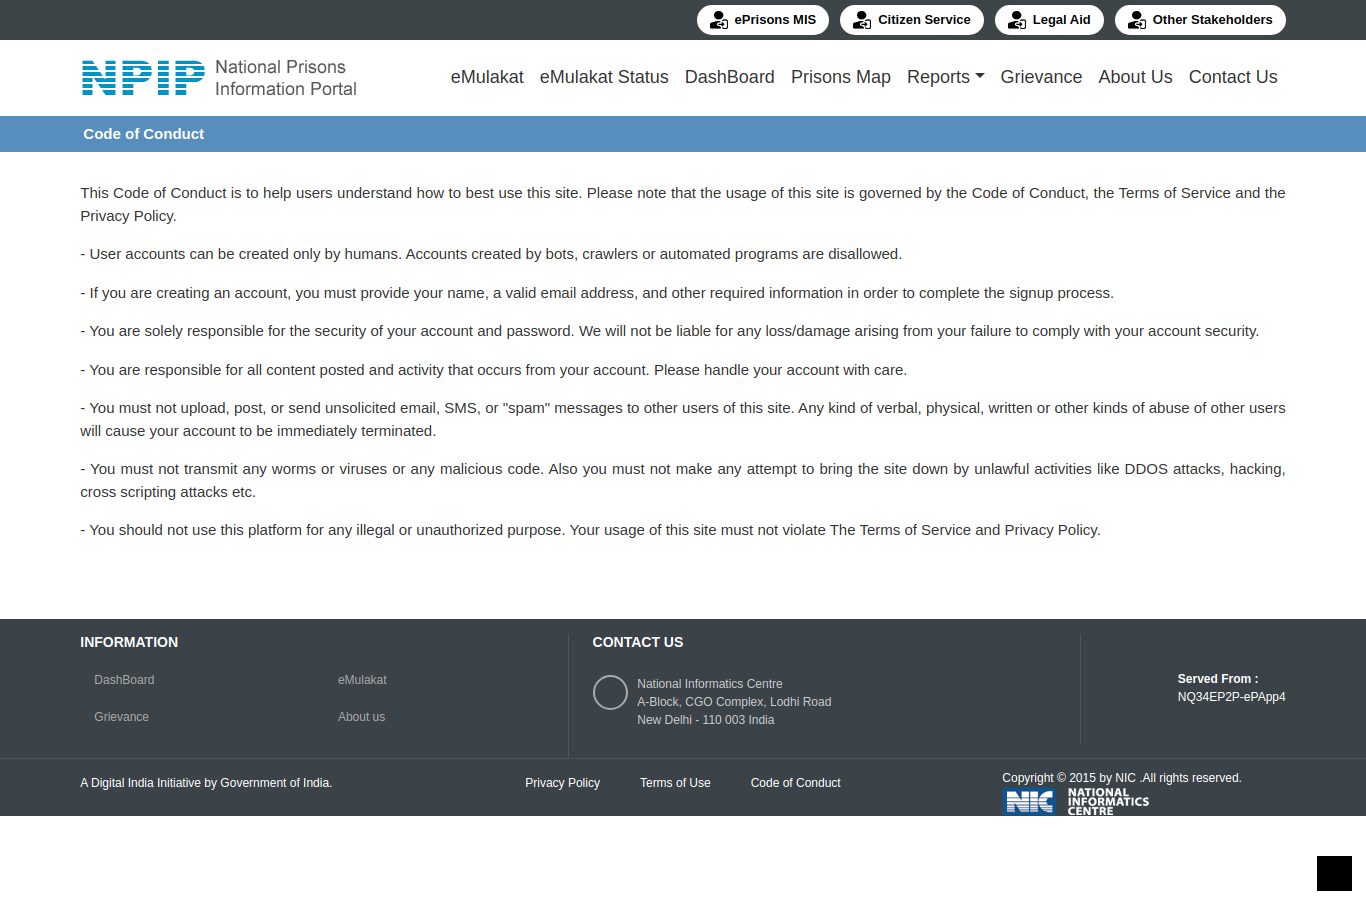 ePrisons MIS
Citizen Service
Legal Aid
Other Stakeholders
NPIP
National Prisons
Information Portal
eMulakat
eMulakat Status
DashBoard
Prisons Map
Reports
Grievance
About Us
Contact Us
Code of Conduct
This Code of Conduct is to help users understand how to best use this site. Please note that the usage of this site is governed by the Code of Conduct, the Terms of Service and the
Privacy Policy.
- User accounts can be created only by humans. Accounts created by bots, crawlers or automated programs are disallowed.
- If you are creating an account, you must provide your name, a valid email address, and other required information in order to complete the signup process.
- You are solely responsible for the security of your account and password. We will not be liable for any loss/damage arising from your failure to comply with your account security.
- You are responsible for all content posted and activity that occurs from your account. Please handle your account with care.
- You must not upload, post, or send unsolicited email, SMS, or "spam" messages to other users of this site. Any kind of verbal, physical, written or other kinds of abuse of other users
will cause your account to be immediately terminated.
- You must not transmit any worms or viruses or any malicious code. Also you must not make any attempt to bring the site down by unlawful activities like DDOS attacks, hacking,
cross scripting attacks etc.
- You should not use this platform for any illegal or unauthorized purpose. Your usage of this site must not violate The Terms of Service and Privacy Policy.
INFORMATION
DashBoard
eMulakat
Grievance
About us
CONTACT US
National Informatics Centre
A-Block, CGO Complex, Lodhi Road
New Delhi - 110 003 India
Served From :
NQ34EP2P-ePApp4
A Digital India Initiative by Government of India.
Privacy Policy
Terms of Use
Code of Conduct
Copyright © 2015 by NIC .All rights reserved.
NIC
NATIONAL
INFORMATICS
CENTRE